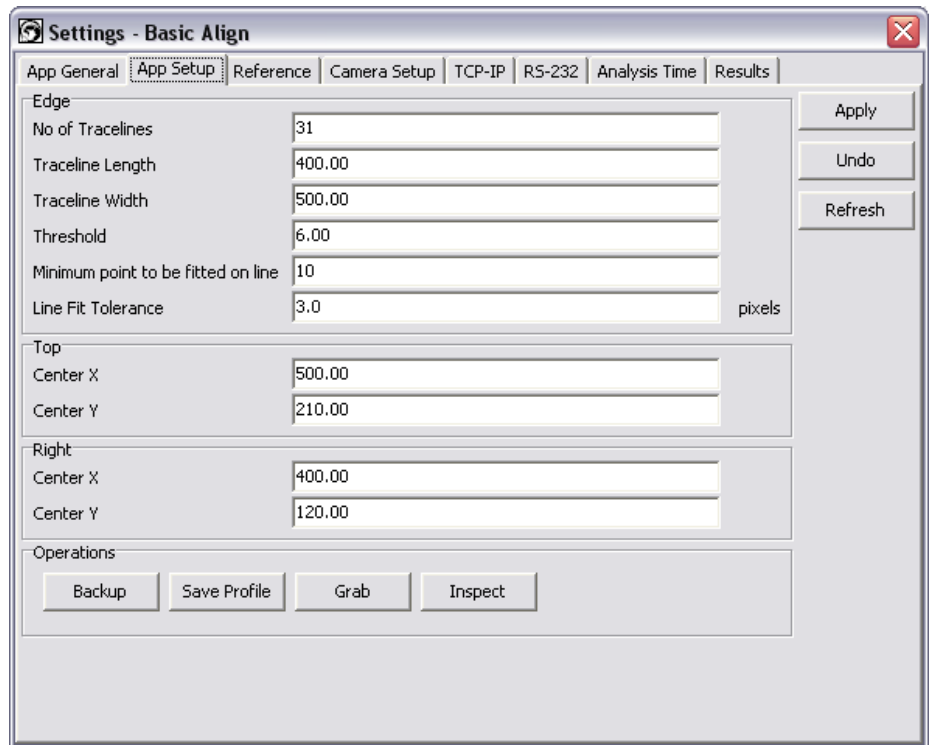 Settings - Basic Align
App General App Setup Reference Camera Setup TCP-IP RS-232 Analysis Time Results
Edge
No of Tracelines 31
Traceline Length 400.00
Traceline Width 500.00
Threshold 6.00
Minimum point to be fitted on line 10
Line Fit Tolerance 3.0 pixels
Top
Center X 500.00
Center Y 210.00
Right
Center X 400.00
Center Y 120.00
Operations
Backup Save Profile Grab Inspect
Apply
Undo
Refresh